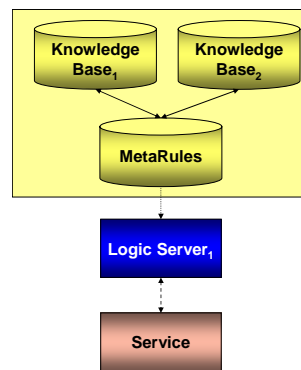 Knowledge Knowledge
Base₁ Base₂
MetaRules
Logic Server₁
Service